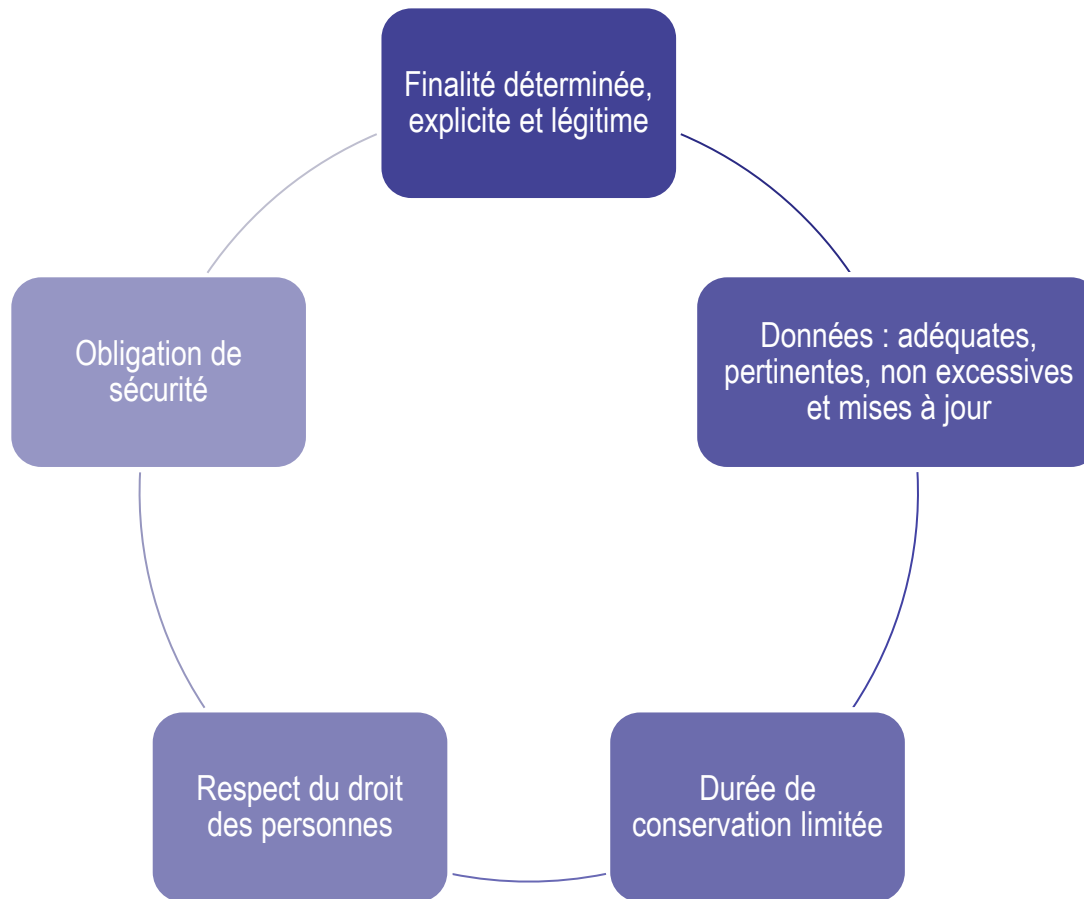 Finalité déterminée,
explicite et légitime
Données : adéquates,
pertinentes, non excessives
et mises à jour
Durée de
conservation limitée
Respect du droit
des personnes
Obligation de
sécurité